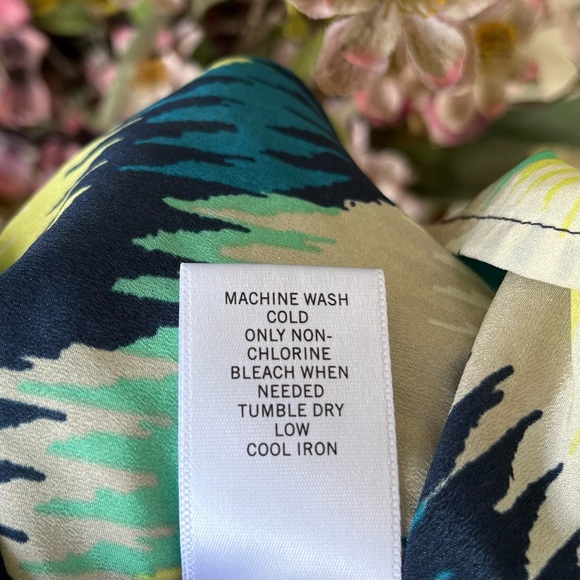 MACHINE WASH
COLD
ONLY NON-
CHLORINE
BLEACH WHEN
NEEDED
TUMBLE DRY
LOW
COOL IRON